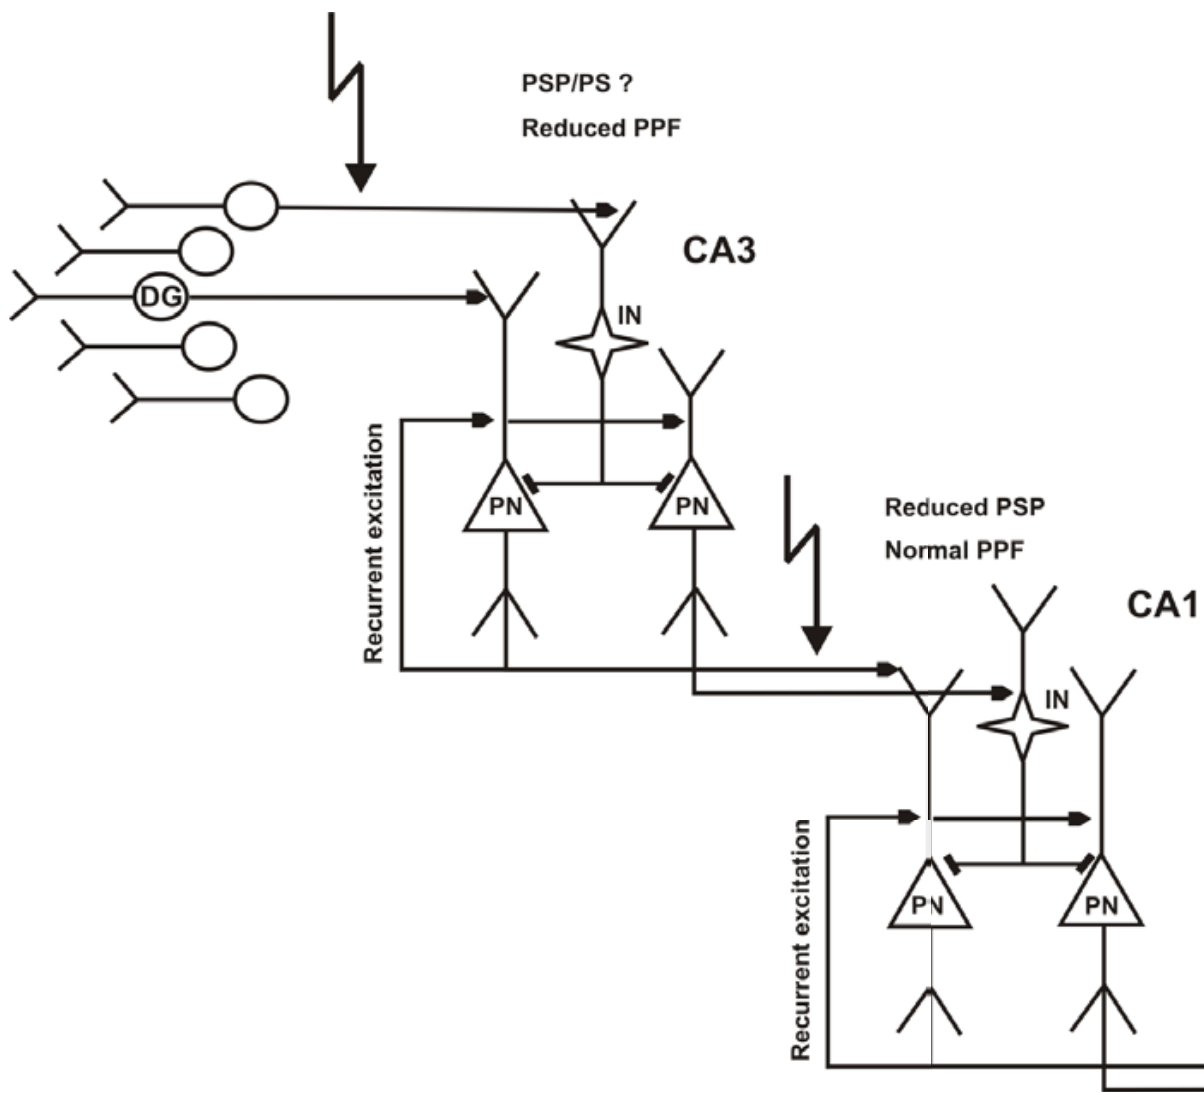 PSP/PS ?
Reduced PPF
CA3
DG
IN
PN
PN
Recurrent excitation
Reduced PSP
Normal PPF
CA1
IN
PN
PN
Recurrent excitation